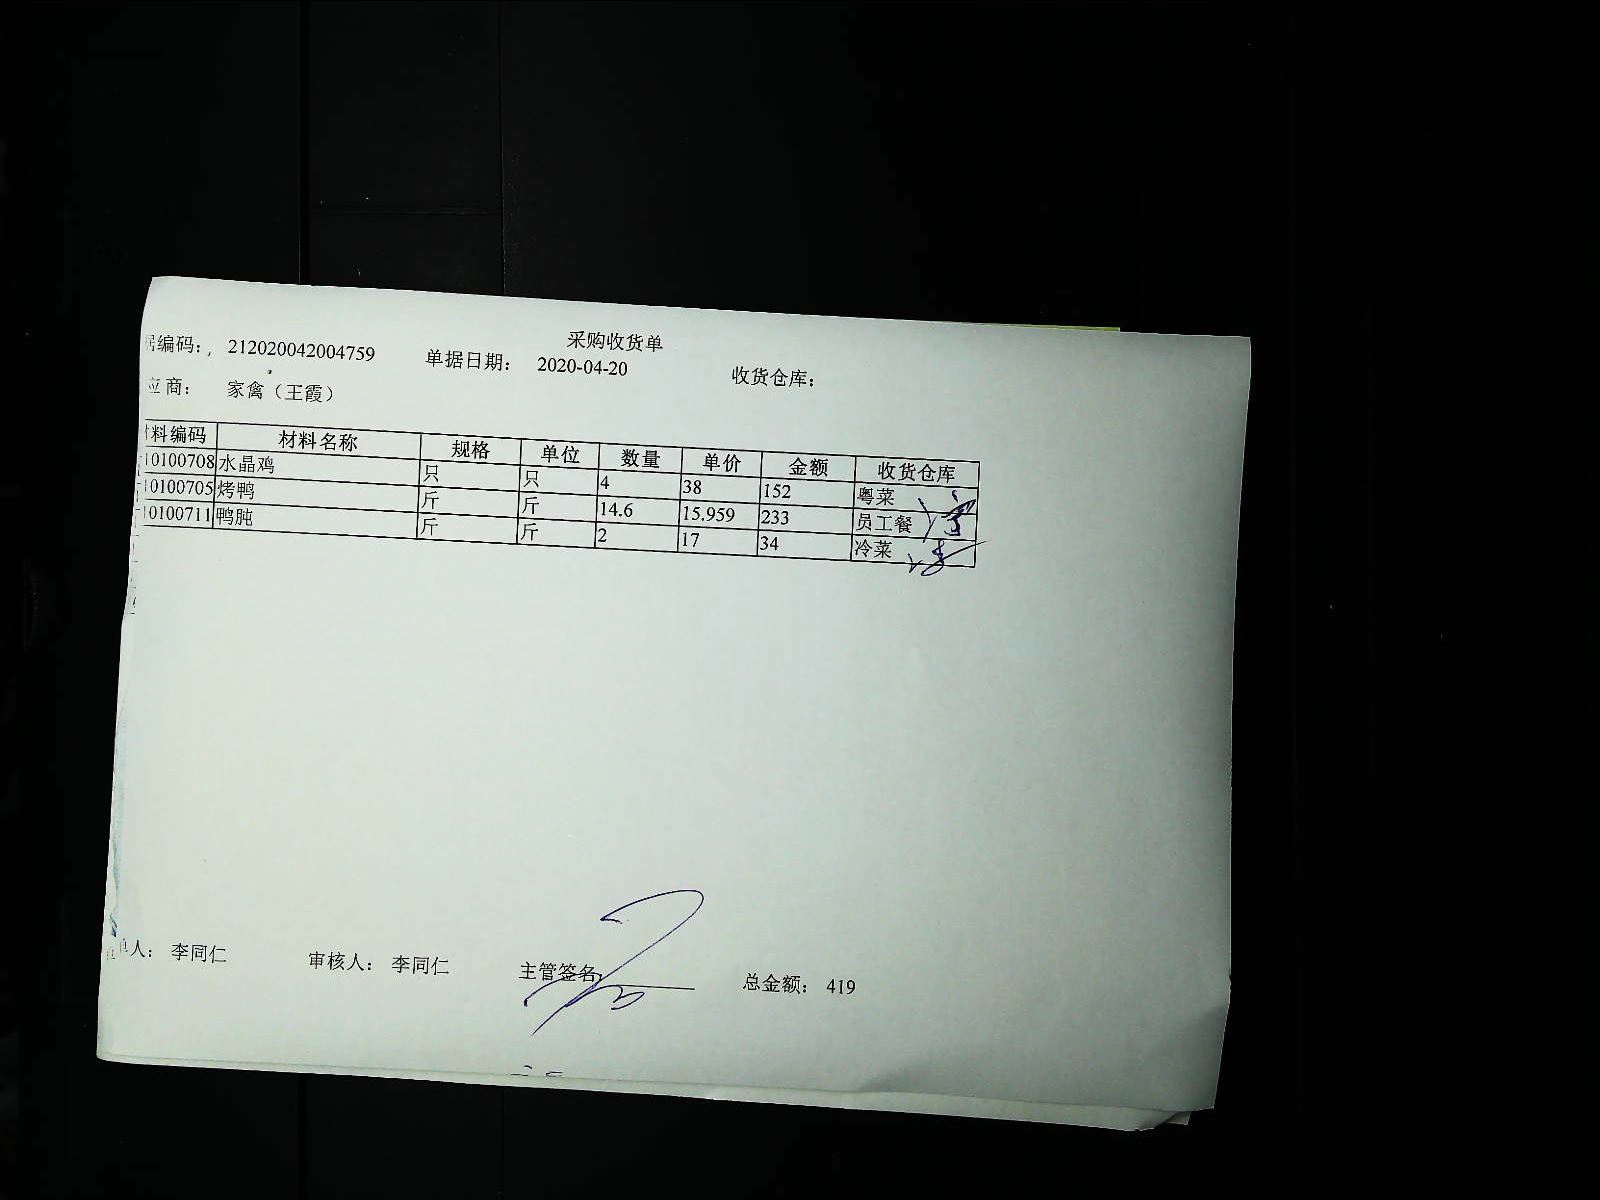 采购收货单
编码: 212020042004759 单据日期: 2020-04-20 收货仓库:
应商: 家禽（王霞）
料编码 材料名称 规格 单位 数量 单价 金额 收货仓库
10100708 水晶鸡 只 只 4 38 152 粤菜
10100705 烤鸭 斤 斤 14.6 15.959 233 员工餐
10100711 鸭肫 斤 斤 2 17 34 冷菜
人: 李同仁 审核人: 李同仁 主管签名 总金额: 419